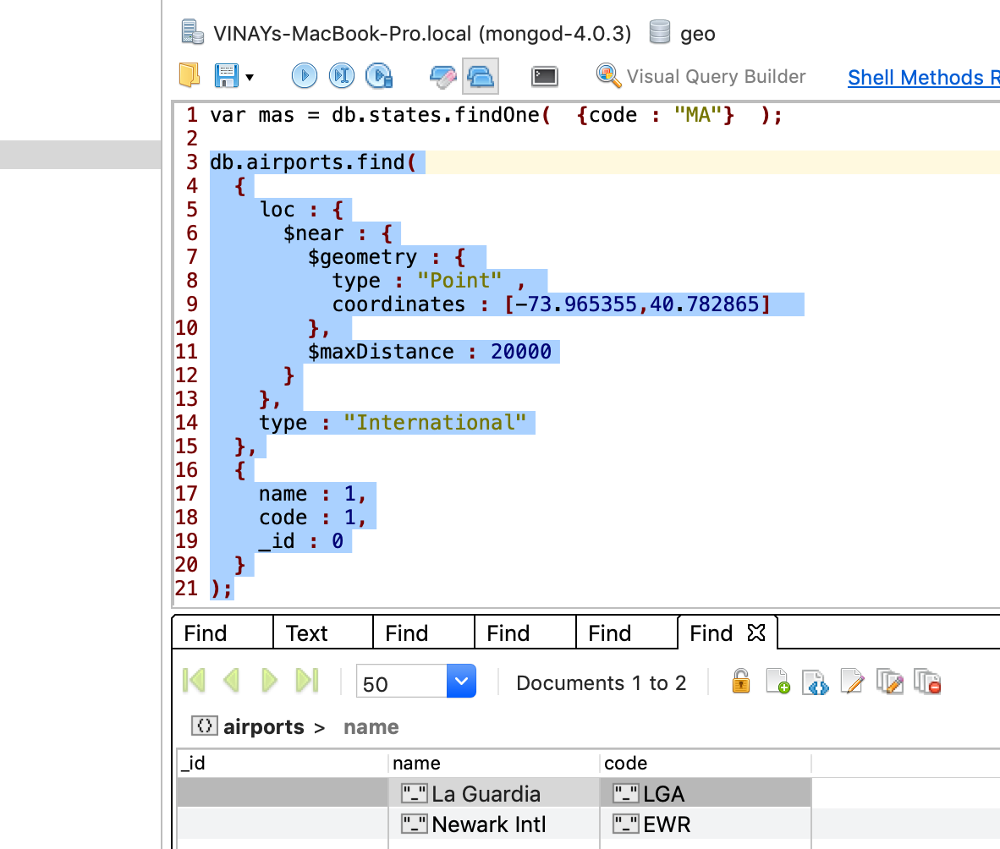 VINAYs-MacBook-Pro.local (mongod-4.0.3) geo
Visual Query Builder Shell Methods R
1 var mas = db.states.findOne(  {code : "MA"}  );
2
3 db.airports.find(
4   {
5     loc : {
6       $near : {
7         $geometry : {
8           type : "Point" ,
9           coordinates : [-73.965355,40.782865]
10         },
11         $maxDistance : 20000
12       }
13     },
14     type : "International"
15   },
16   {
17     name : 1,
18     code : 1,
19     _id : 0
20   }
21 );
Find Text Find Find Find Find
50 Documents 1 to 2
airports > name
_id name code
"_" La Guardia "_" LGA
"_" Newark Intl "_" EWR